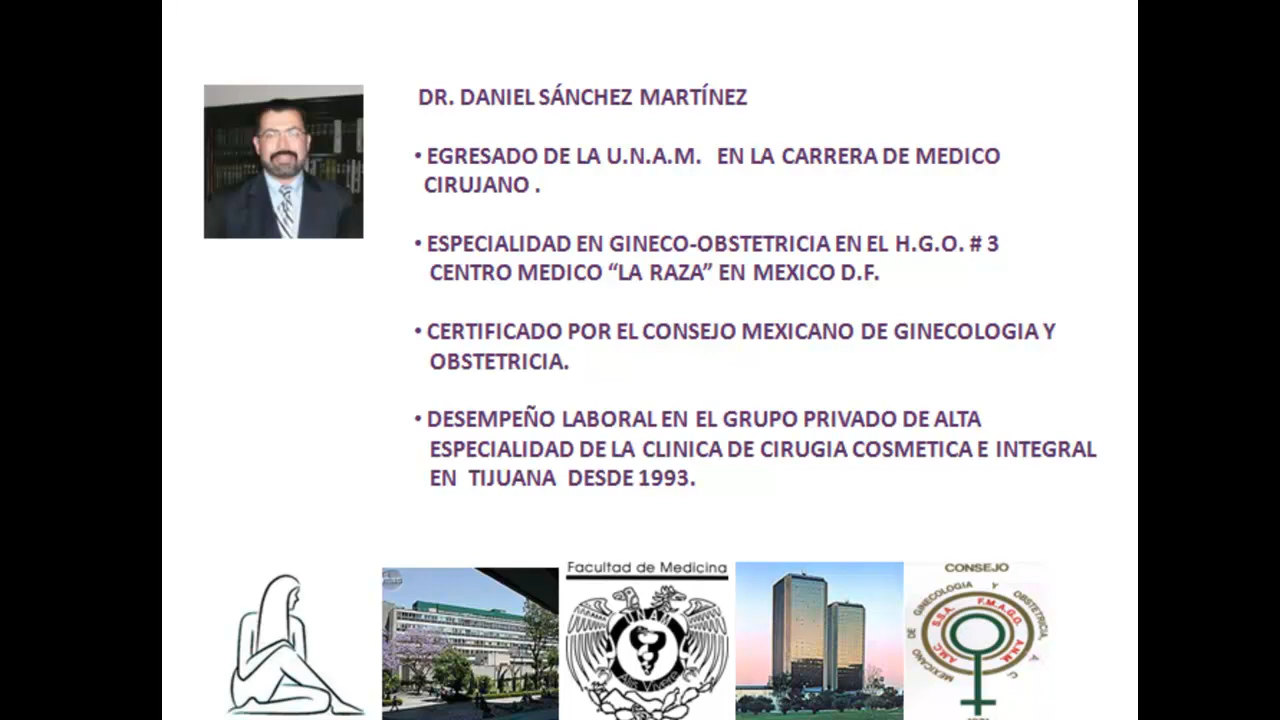 DR. DANIEL SÁNCHEZ MARTÍNEZ
• EGRESADO DE LA U.N.A.M. EN LA CARRERA DE MEDICO
CIRUJANO .
• ESPECIALIDAD EN GINECO-OBSTETRICIA EN EL H.G.O. # 3
CENTRO MEDICO “LA RAZA” EN MEXICO D.F.
• CERTIFICADO POR EL CONSEJO MEXICANO DE GINECOLOGIA Y
OBSTETRICIA.
• DESEMPEÑO LABORAL EN EL GRUPO PRIVADO DE ALTA
ESPECIALIDAD DE LA CLINICA DE CIRUGIA COSMETICA E INTEGRAL
EN TIJUANA DESDE 1993.
Facultad de Medicina
UNAM
CONSEJO
MEXICANO DE GINECOLOGIA Y OBSTETRICIA, A
A.M.C. S.S.A. F.M.A.G.O. A.N.M.